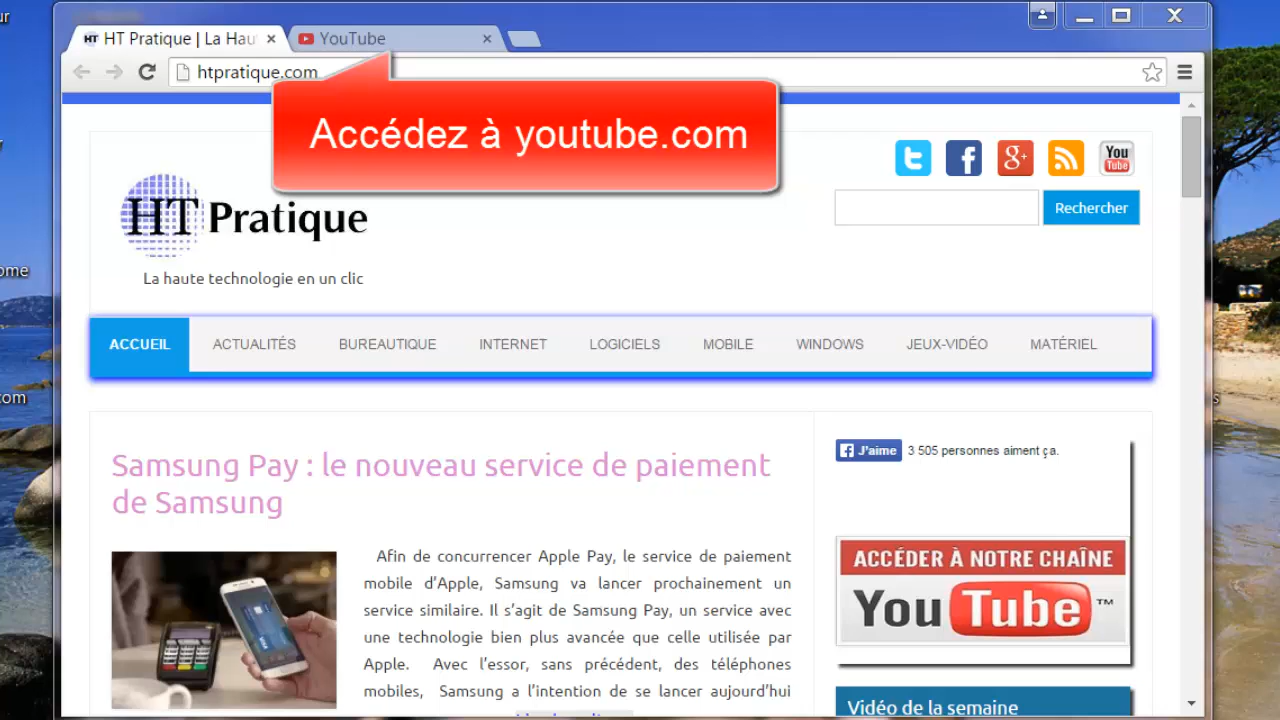 HT Pratique | La Hau
YouTube
htpratique.com
Accédez à youtube.com
You
Tube
HT Pratique
La haute technologie en un clic
Rechercher
ACCUEIL ACTUALITÉS BUREAUTIQUE INTERNET LOGICIELS MOBILE WINDOWS JEUX-VIDÉO MATÉRIEL
Samsung Pay : le nouveau service de paiement
de Samsung
Afin de concurrencer Apple Pay, le service de paiement
mobile d’Apple, Samsung va lancer prochainement un
service similaire. Il s’agit de Samsung Pay, un service avec
une technologie bien plus avancée que celle utilisée par
Apple. Avec l’essor, sans précédent, des téléphones
mobiles, Samsung a l’intention de se lancer aujourd’hui
J'aime 3 505 personnes aiment ça.
ACCÉDER À NOTRE CHAÎNE
YouTube™
Vidéo de la semaine
ome
com